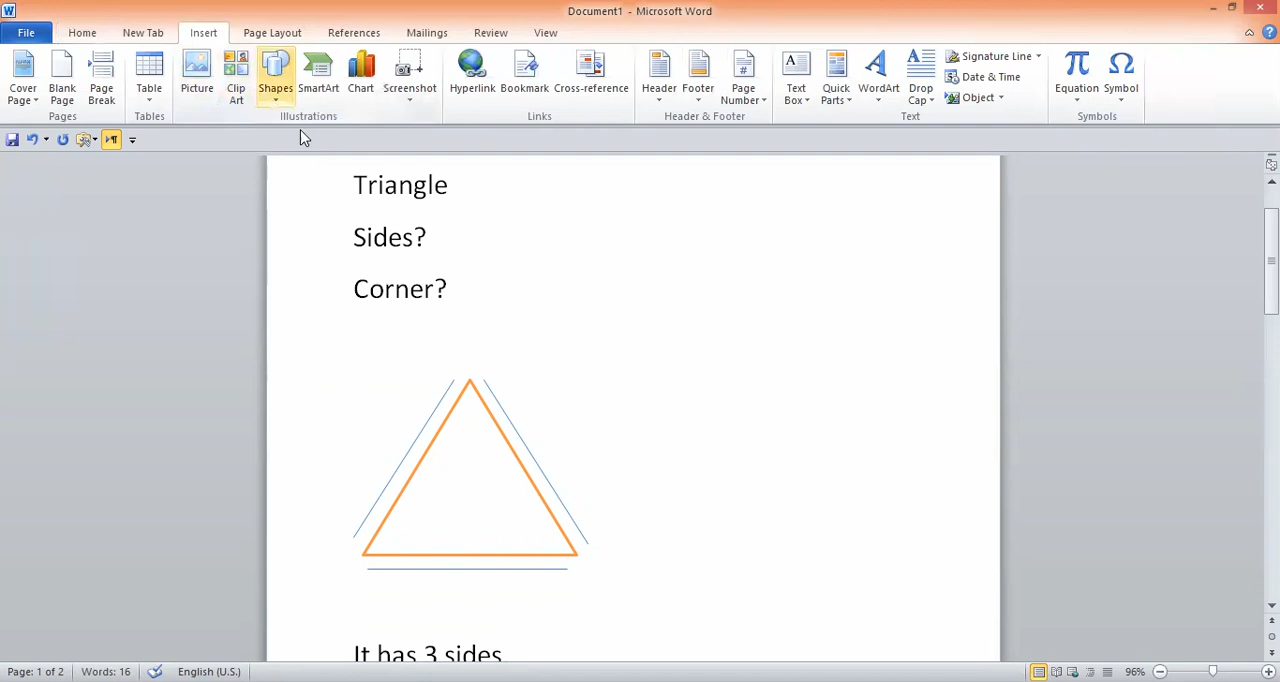 Document1 - Microsoft Word
File Home New Tab Insert Page Layout References Mailings Review View
Cover Page Blank Page Page Break Table Picture Clip Art Shapes SmartArt Chart Screenshot Hyperlink Bookmark Cross-reference Header Footer Page Number Text Box Quick Parts WordArt Drop Cap Signature Line Date & Time Object Equation Symbol
Pages Tables Illustrations Links Header & Footer Text Symbols
Triangle
Sides?
Corner?
It has 3 sides
Page: 1 of 2 Words: 16 English (U.S.) 96%